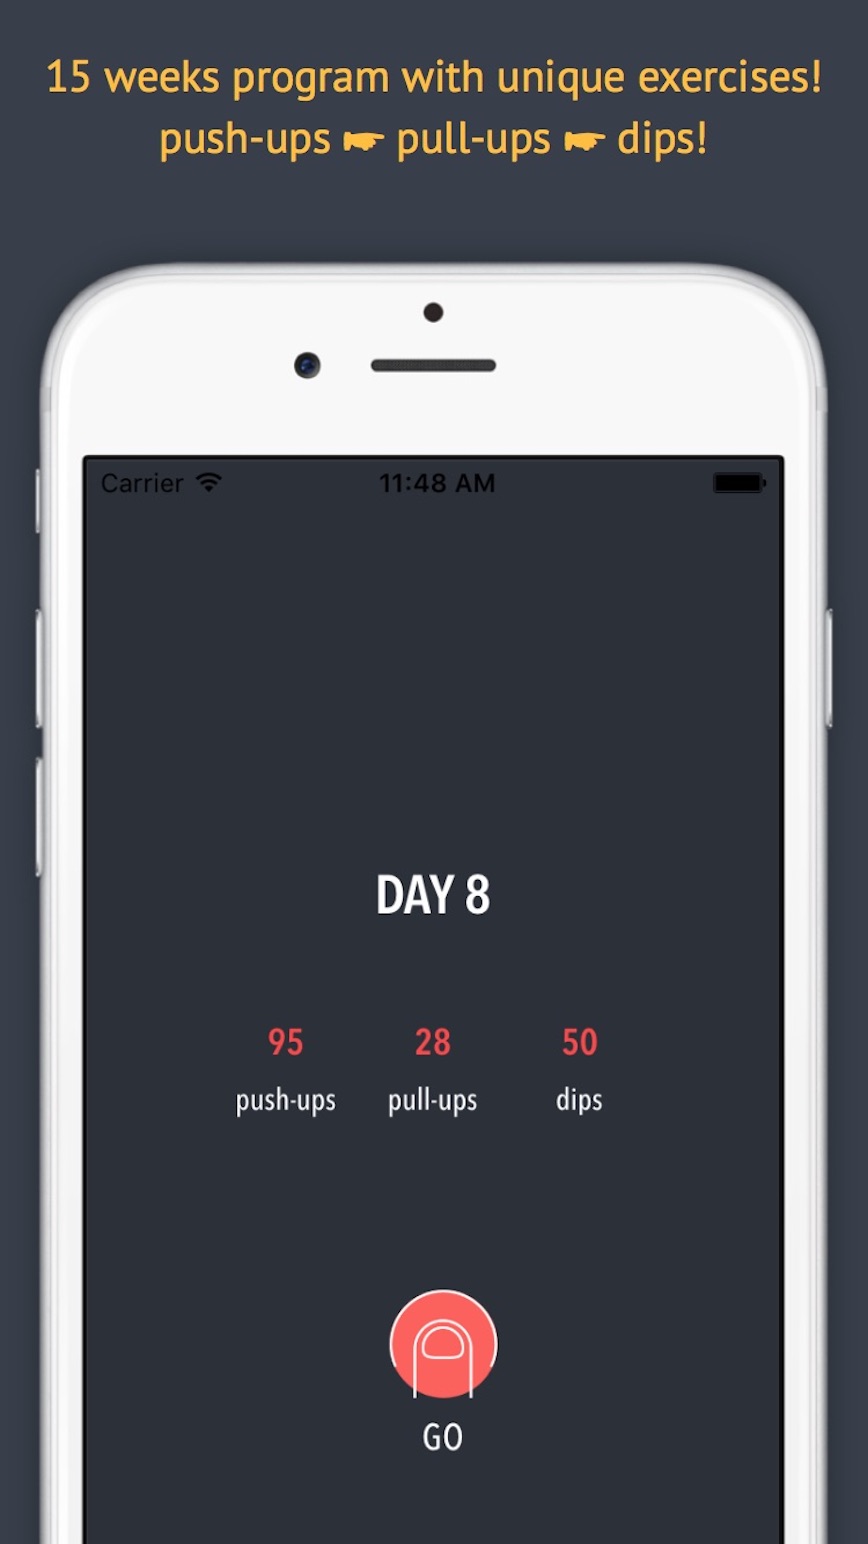 15 weeks program with unique exercises!
push-ups ☛ pull-ups ☛ dips!
Carrier 11:48 AM
DAY 8
95 28 50
push-ups pull-ups dips
GO